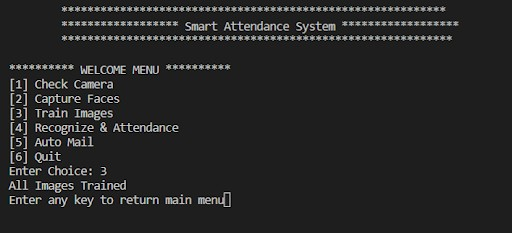 ***********************************************************
****************** Smart Attendance System ******************
************************************************************
********** WELCOME MENU **********
[1] Check Camera
[2] Capture Faces
[3] Train Images
[4] Recognize & Attendance
[5] Auto Mail
[6] Quit
Enter Choice: 3
All Images Trained
Enter any key to return main menu